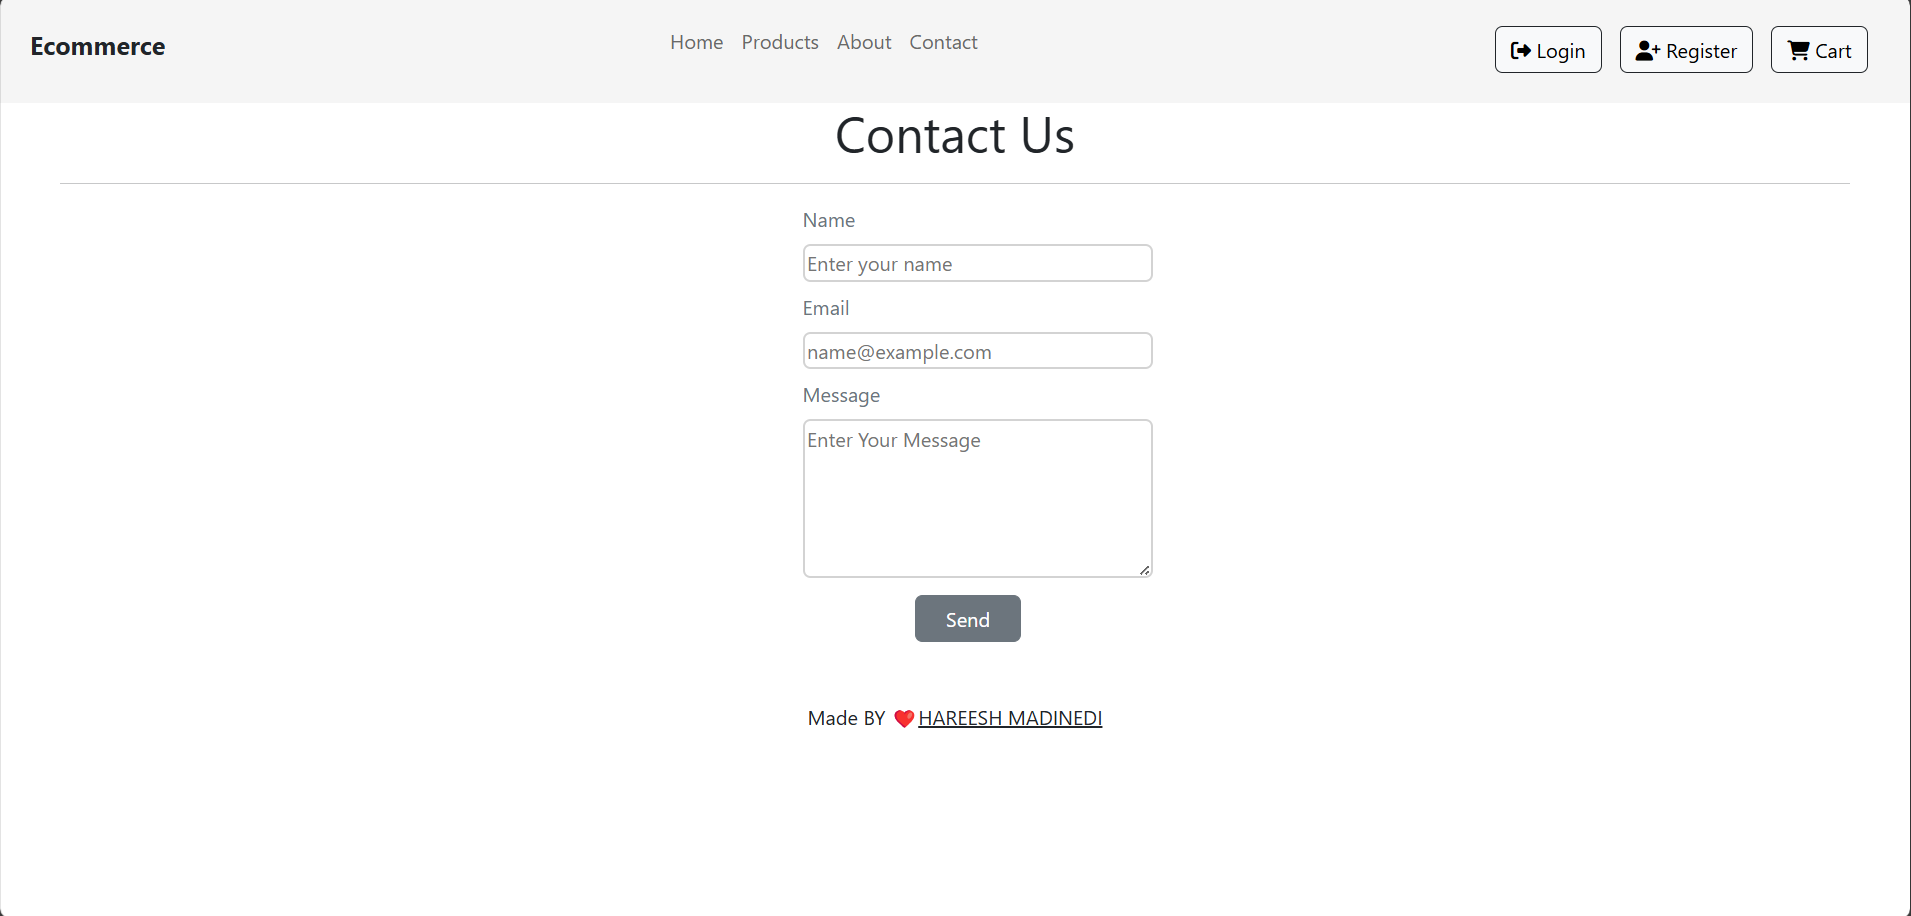 Ecommerce Home Products About Contact Login Register Cart
Contact Us
Name
Enter your name
Email
name@example.com
Message
Enter Your Message
Send
Made BY ❤️HAREESH MADINEDI